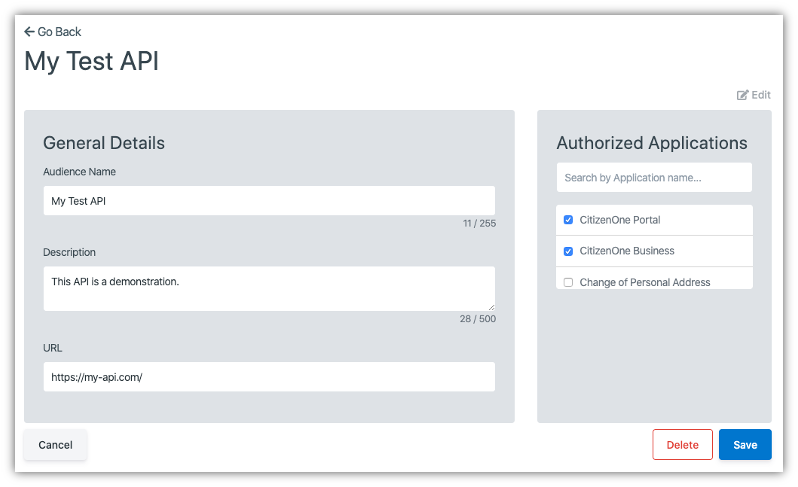 Go Back
My Test API
Edit
General Details
Audience Name
My Test API
11 / 255
Description
This API is a demonstration.
28 / 500
URL
https://my-api.com/
Authorized Applications
Search by Application name...
CitizenOne Portal
CitizenOne Business
Change of Personal Address
Cancel
Delete
Save